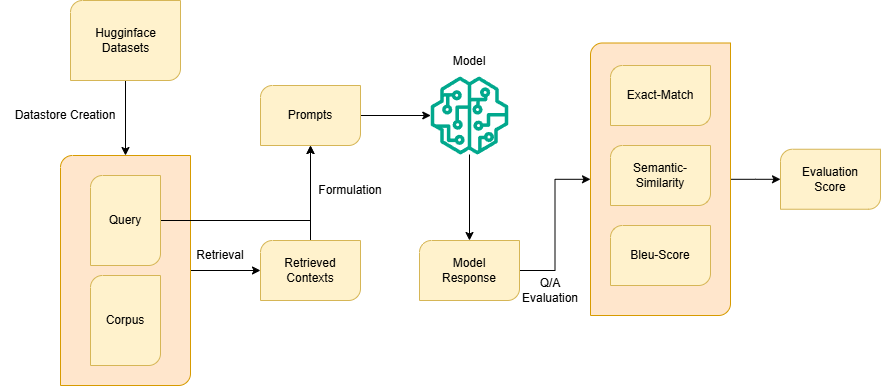 Hugginface
Datasets
Datastore Creation
Query
Corpus
Retrieval
Retrieved
Contexts
Formulation
Prompts
Model
Model
Response
Q/A
Evaluation
Exact-Match
Semantic-
Similarity
Bleu-Score
Evaluation
Score